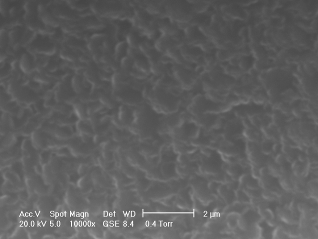 Acc.V Spot Magn Det WD 2 µm
20.0 kV 5.0 10000x GSE 8.4 0.4 Torr